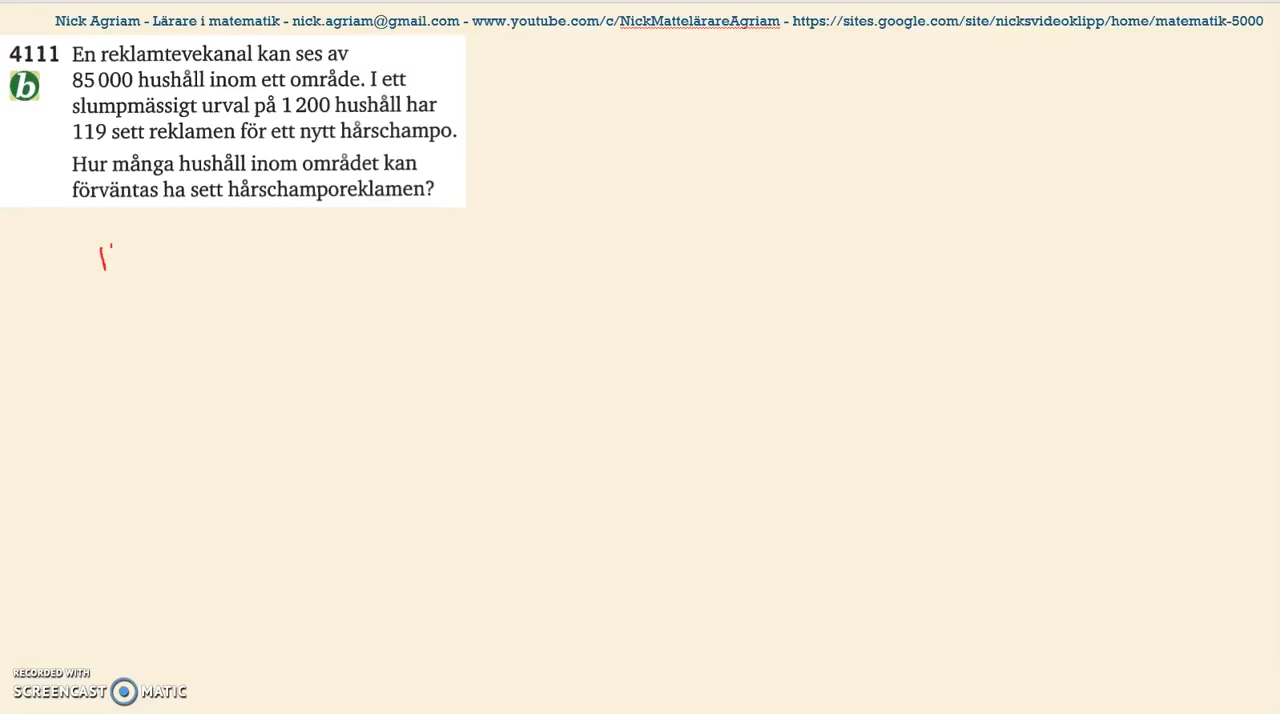 Nick Agriam - Lärare i matematik - nick.agriam@gmail.com - www.youtube.com/c/NickMattelärareAgriam - https://sites.google.com/site/nicksvideoklipp/home/matematik-5000
4111 En reklamtevekanal kan ses av
b 85 000 hushåll inom ett område. I ett
slumpmässigt urval på 1 200 hushåll har
119 sett reklamen för ett nytt hårschampo.
Hur många hushåll inom området kan
förväntas ha sett hårschamporeklamen?
RECORDED WITH
SCREENCAST MATIC